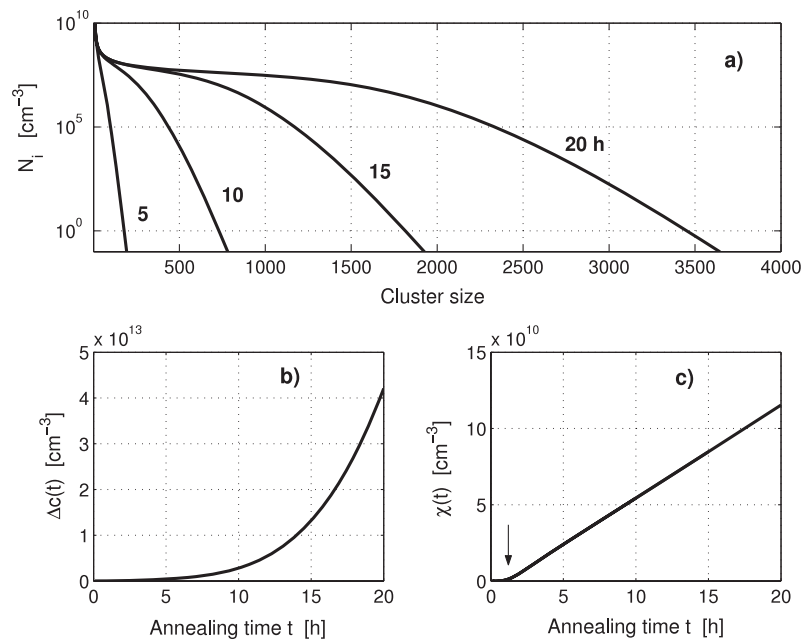 10^10
10^5
10^0
N_i [cm^−3]
a)
5
10
15
20 h
500 1000 1500 2000 2500 3000 3500 4000
Cluster size
x 10^13
5
4
3
2
1
0
Δc(t) [cm^−3]
b)
0 5 10 15 20
Annealing time t [h]
x 10^10
15
10
5
0
χ(t) [cm^−3]
c)
0 5 10 15 20
Annealing time t [h]